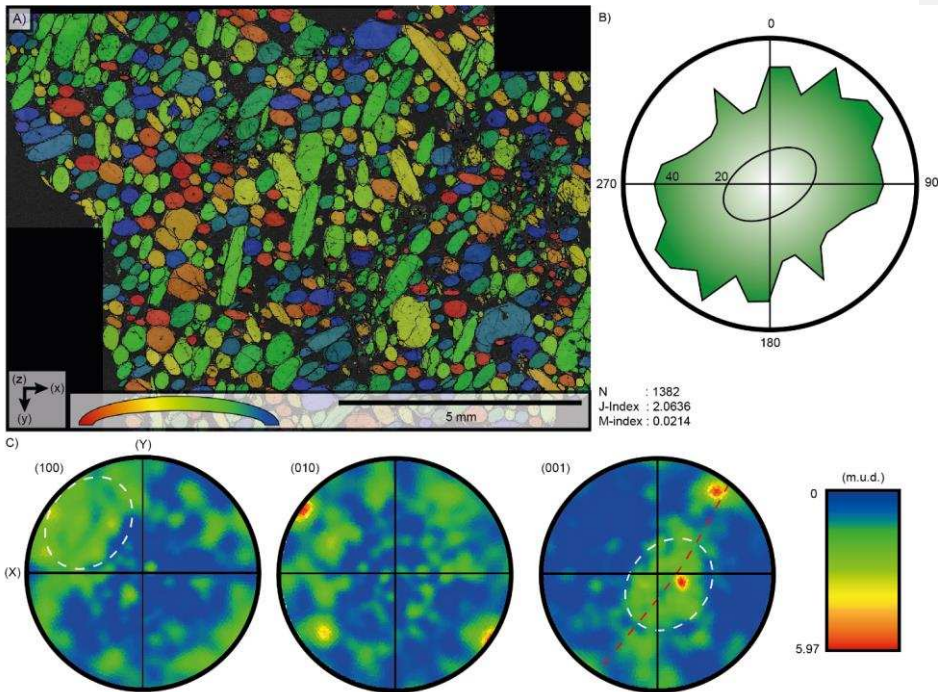 A)
B)
0
270
40
20
90
180
(z)
(x)
(y)
5 mm
N : 1382
J-Index : 2.0636
M-index : 0.0214
C)
(Y)
(100)
(010)
(001)
(m.u.d.)
0
(X)
5.97